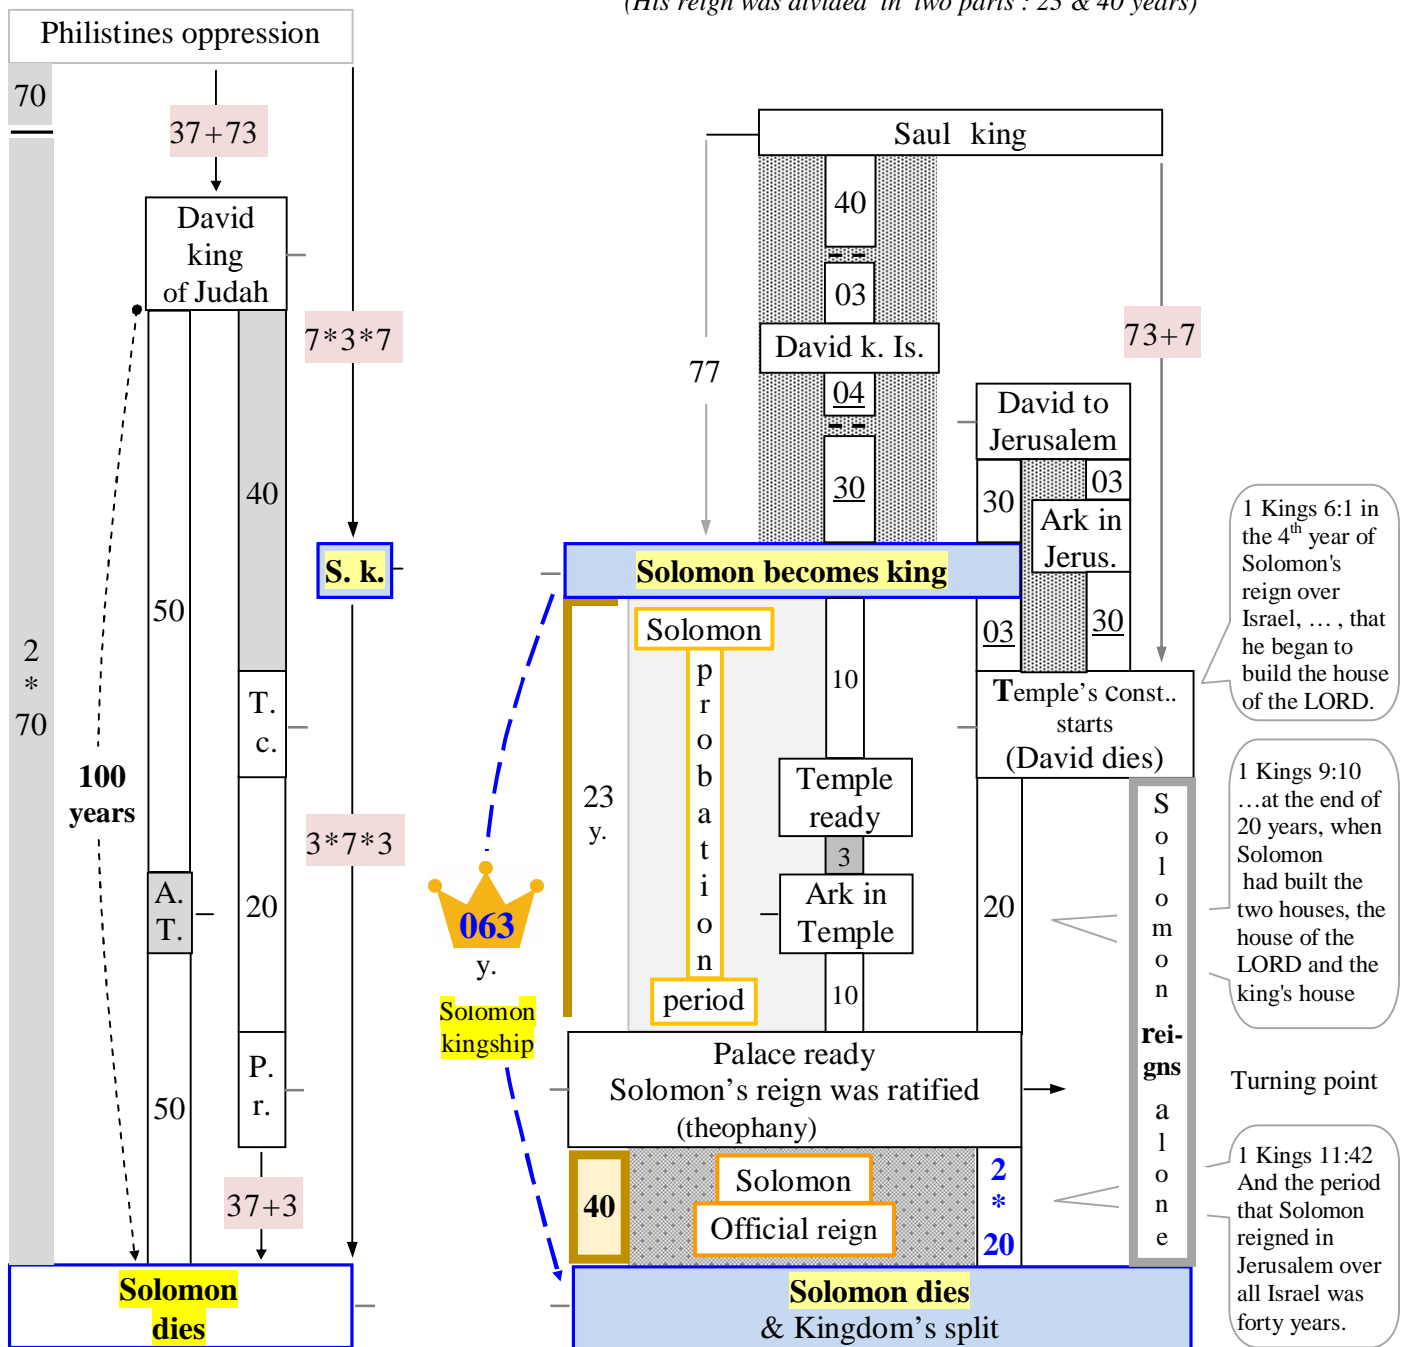 (His reign was divided in two parts : 23 & 40 years)
Philistines oppression
70
37+73
David
king
of Judah
7*3*7
40
S. k.
50
2
*
70
T.
c.
100
years
3*7*3
A.
T.
20
P.
r.
50
37+3
Solomon
dies
Saul king
40
03
David k. Is.
77
04
30
73+7
David to
Jerusalem
30
03
Ark in
Jerus.
Solomon becomes king
03
30
Solomon
p
r
o
b
a
t
i
o
n
period
10
23
y.
Temple
ready
3
Ark in
Temple
10
063
y.
Solomon
kingship
Temple's const..
starts
(David dies)
20
S
o
l
o
m
o
n
rei-
gns
a
l
o
n
e
Palace ready
Solomon's reign was ratified
(theophany)
40
Solomon
Official reign
2
*
20
Solomon dies
& Kingdom's split
1 Kings 6:1 in
the 4th year of
Solomon's
reign over
Israel, … , that
he began to
build the house
of the LORD.
1 Kings 9:10
…at the end of
20 years, when
Solomon
had built the
two houses, the
house of the
LORD and the
king's house
Turning point
1 Kings 11:42
And the period
that Solomon
reigned in
Jerusalem over
all Israel was
forty years.